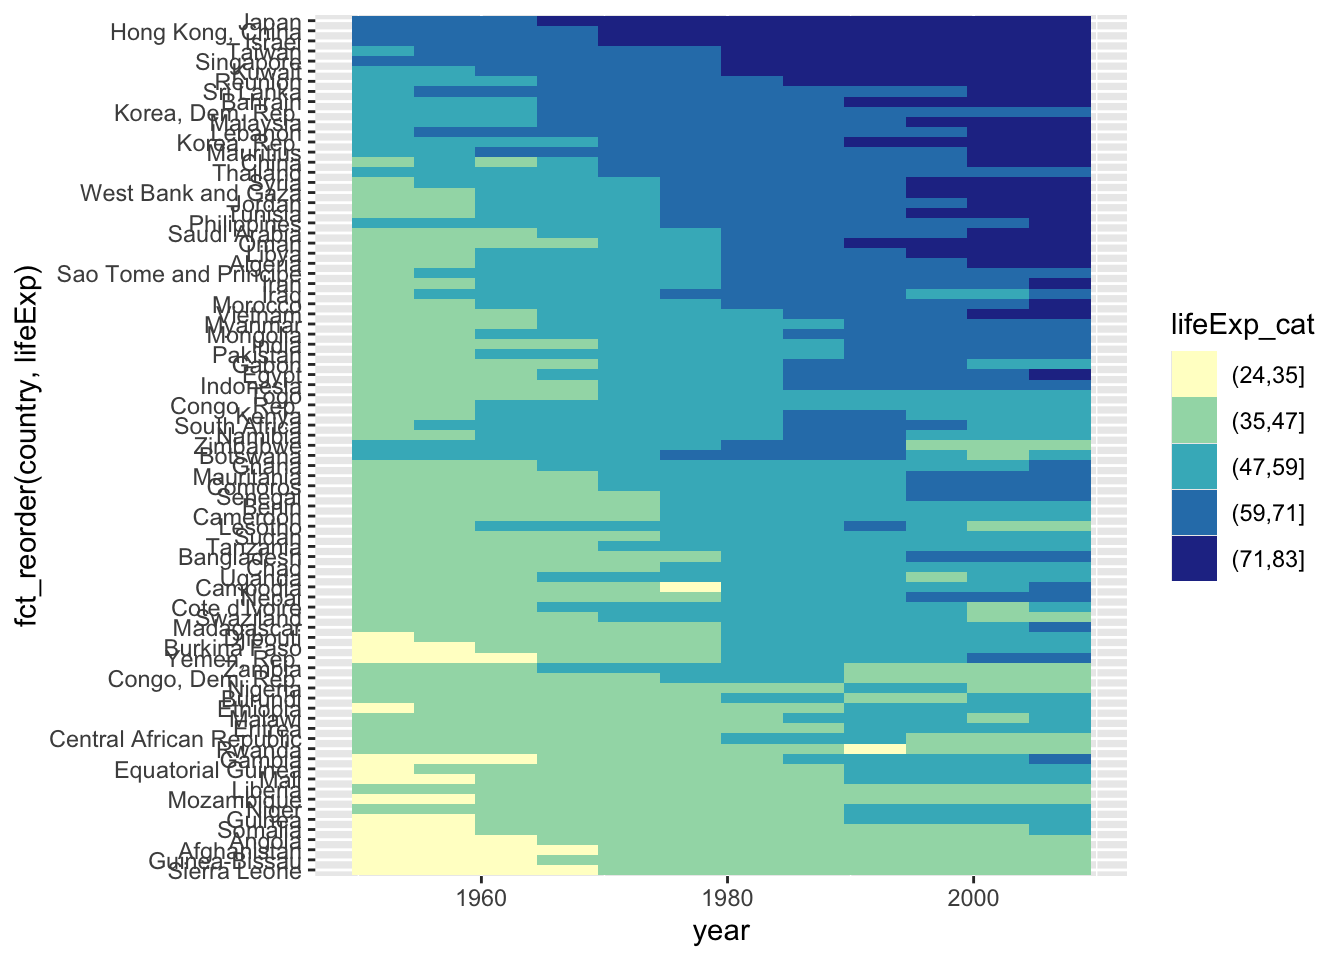 Japan
Hong Kong, China
Israel
Taiwan
Singapore
Kuwait
Reunion
Sri Lanka
Bahrain
Korea, Dem. Rep.
Malaysia
Lebanon
Korea, Rep.
Mauritius
China
Thailand
Syria
West Bank and Gaza
Jordan
Tunisia
Philippines
Saudi Arabia
Oman
Libya
Algeria
Sao Tome and Principe
Iran
Iraq
Morocco
Vietnam
Myanmar
Mongolia
India
Pakistan
Gabon
Egypt
Indonesia
Togo
Congo, Rep.
Kenya
South Africa
Namibia
Zimbabwe
Botswana
Ghana
Mauritania
Comoros
Senegal
Benin
Cameroon
Lesotho
Sudan
Tanzania
Bangladesh
Chad
Uganda
Cambodia
Nepal
Cote d'Ivoire
Swaziland
Madagascar
Djibouti
Burkina Faso
Yemen, Rep.
Zambia
Congo, Dem. Rep.
Nigeria
Burundi
Ethiopia
Malawi
Eritrea
Central African Republic
Rwanda
Gambia
Equatorial Guinea
Mali
Liberia
Mozambique
Niger
Guinea
Somalia
Angola
Afghanistan
Guinea-Bissau
Sierra Leone
fct_reorder(country, lifeExp)
1960 1980 2000
year
lifeExp_cat
(24,35]
(35,47]
(47,59]
(59,71]
(71,83]